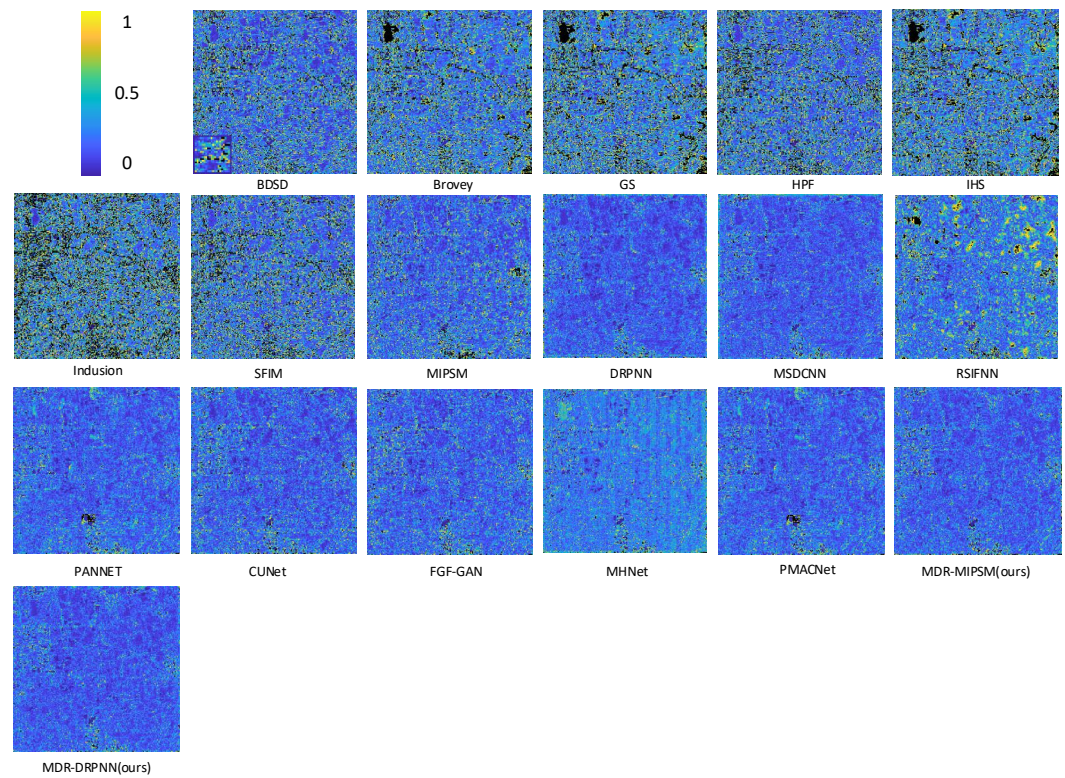 1
0.5
0
BDSD
Brovey
GS
HPF
IHS
Indusion
SFIM
MIPSM
DRPNN
MSDCNN
RSIFNN
PANNET
CUNet
FGF-GAN
MHNet
PMACNet
MDR-MIPSM(ours)
MDR-DRPNN(ours)